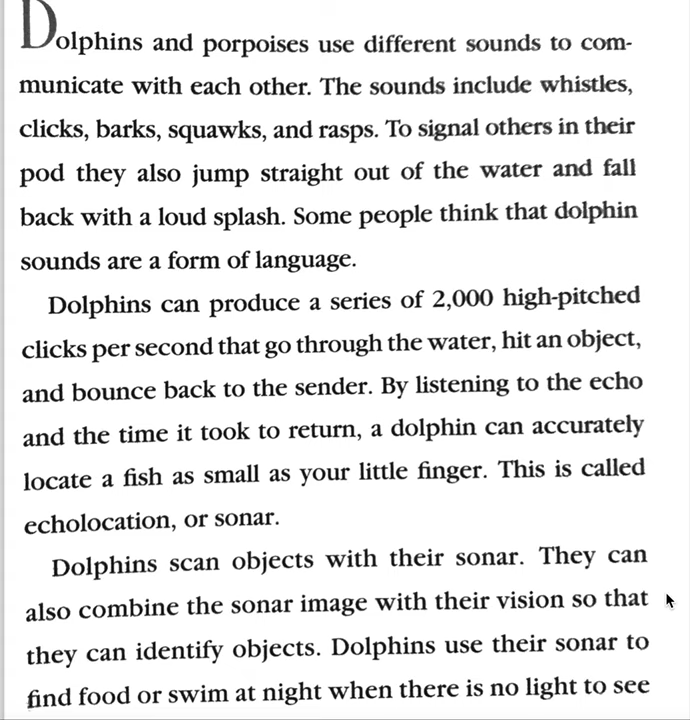 Dolphins and porpoises use different sounds to com-
municate with each other. The sounds include whistles,
clicks, barks, squawks, and rasps. To signal others in their
pod they also jump straight out of the water and fall
back with a loud splash. Some people think that dolphin
sounds are a form of language.
Dolphins can produce a series of 2,000 high-pitched
clicks per second that go through the water, hit an object,
and bounce back to the sender. By listening to the echo
and the time it took to return, a dolphin can accurately
locate a fish as small as your little finger. This is called
echolocation, or sonar.
Dolphins scan objects with their sonar. They can
also combine the sonar image with their vision so that
they can identify objects. Dolphins use their sonar to
find food or swim at night when there is no light to see